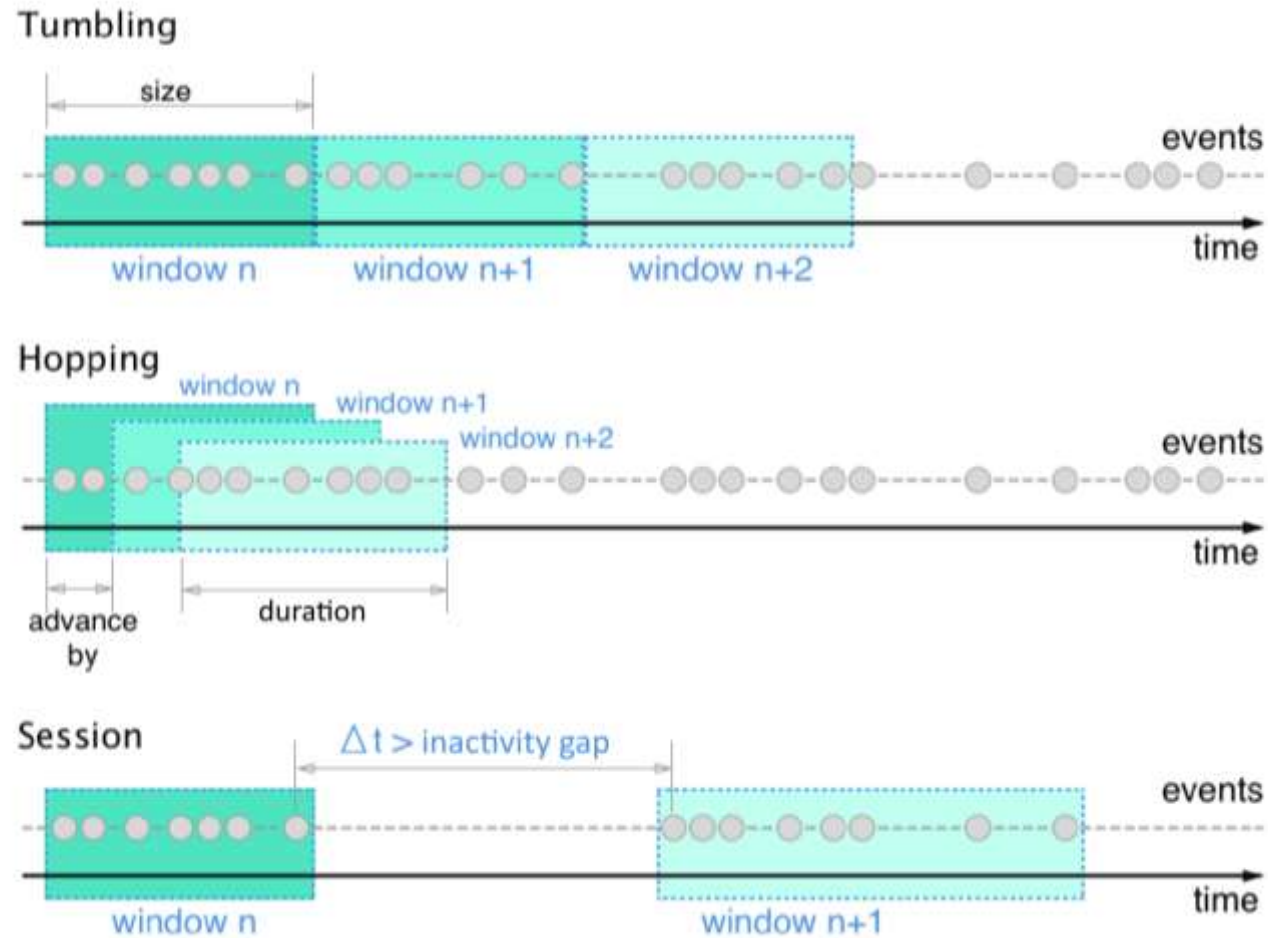 Tumbling
size
events
time
window n
window n+1
window n+2
Hopping
window n
window n+1
window n+2
events
time
advance
by
duration
Session
Δt > inactivity gap
events
time
window n
window n+1